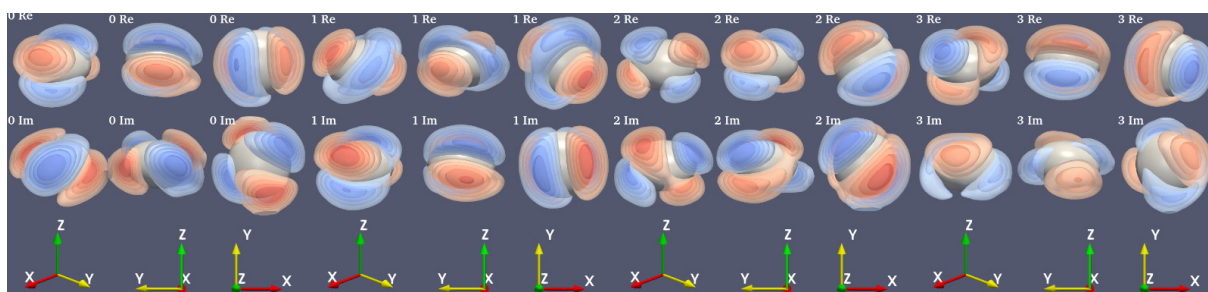 0 Re 0 Re 0 Re 1 Re 1 Re 1 Re 2 Re 2 Re 2 Re 3 Re 3 Re 3 Re
0 Im 0 Im 0 Im 1 Im 1 Im 1 Im 2 Im 2 Im 2 Im 3 Im 3 Im 3 Im
Z X Y Z Y X Y Z X Z X Y Z Y X Y Z X Z X Y Z Y X Y Z X Z X Y Z Y X Y Z X